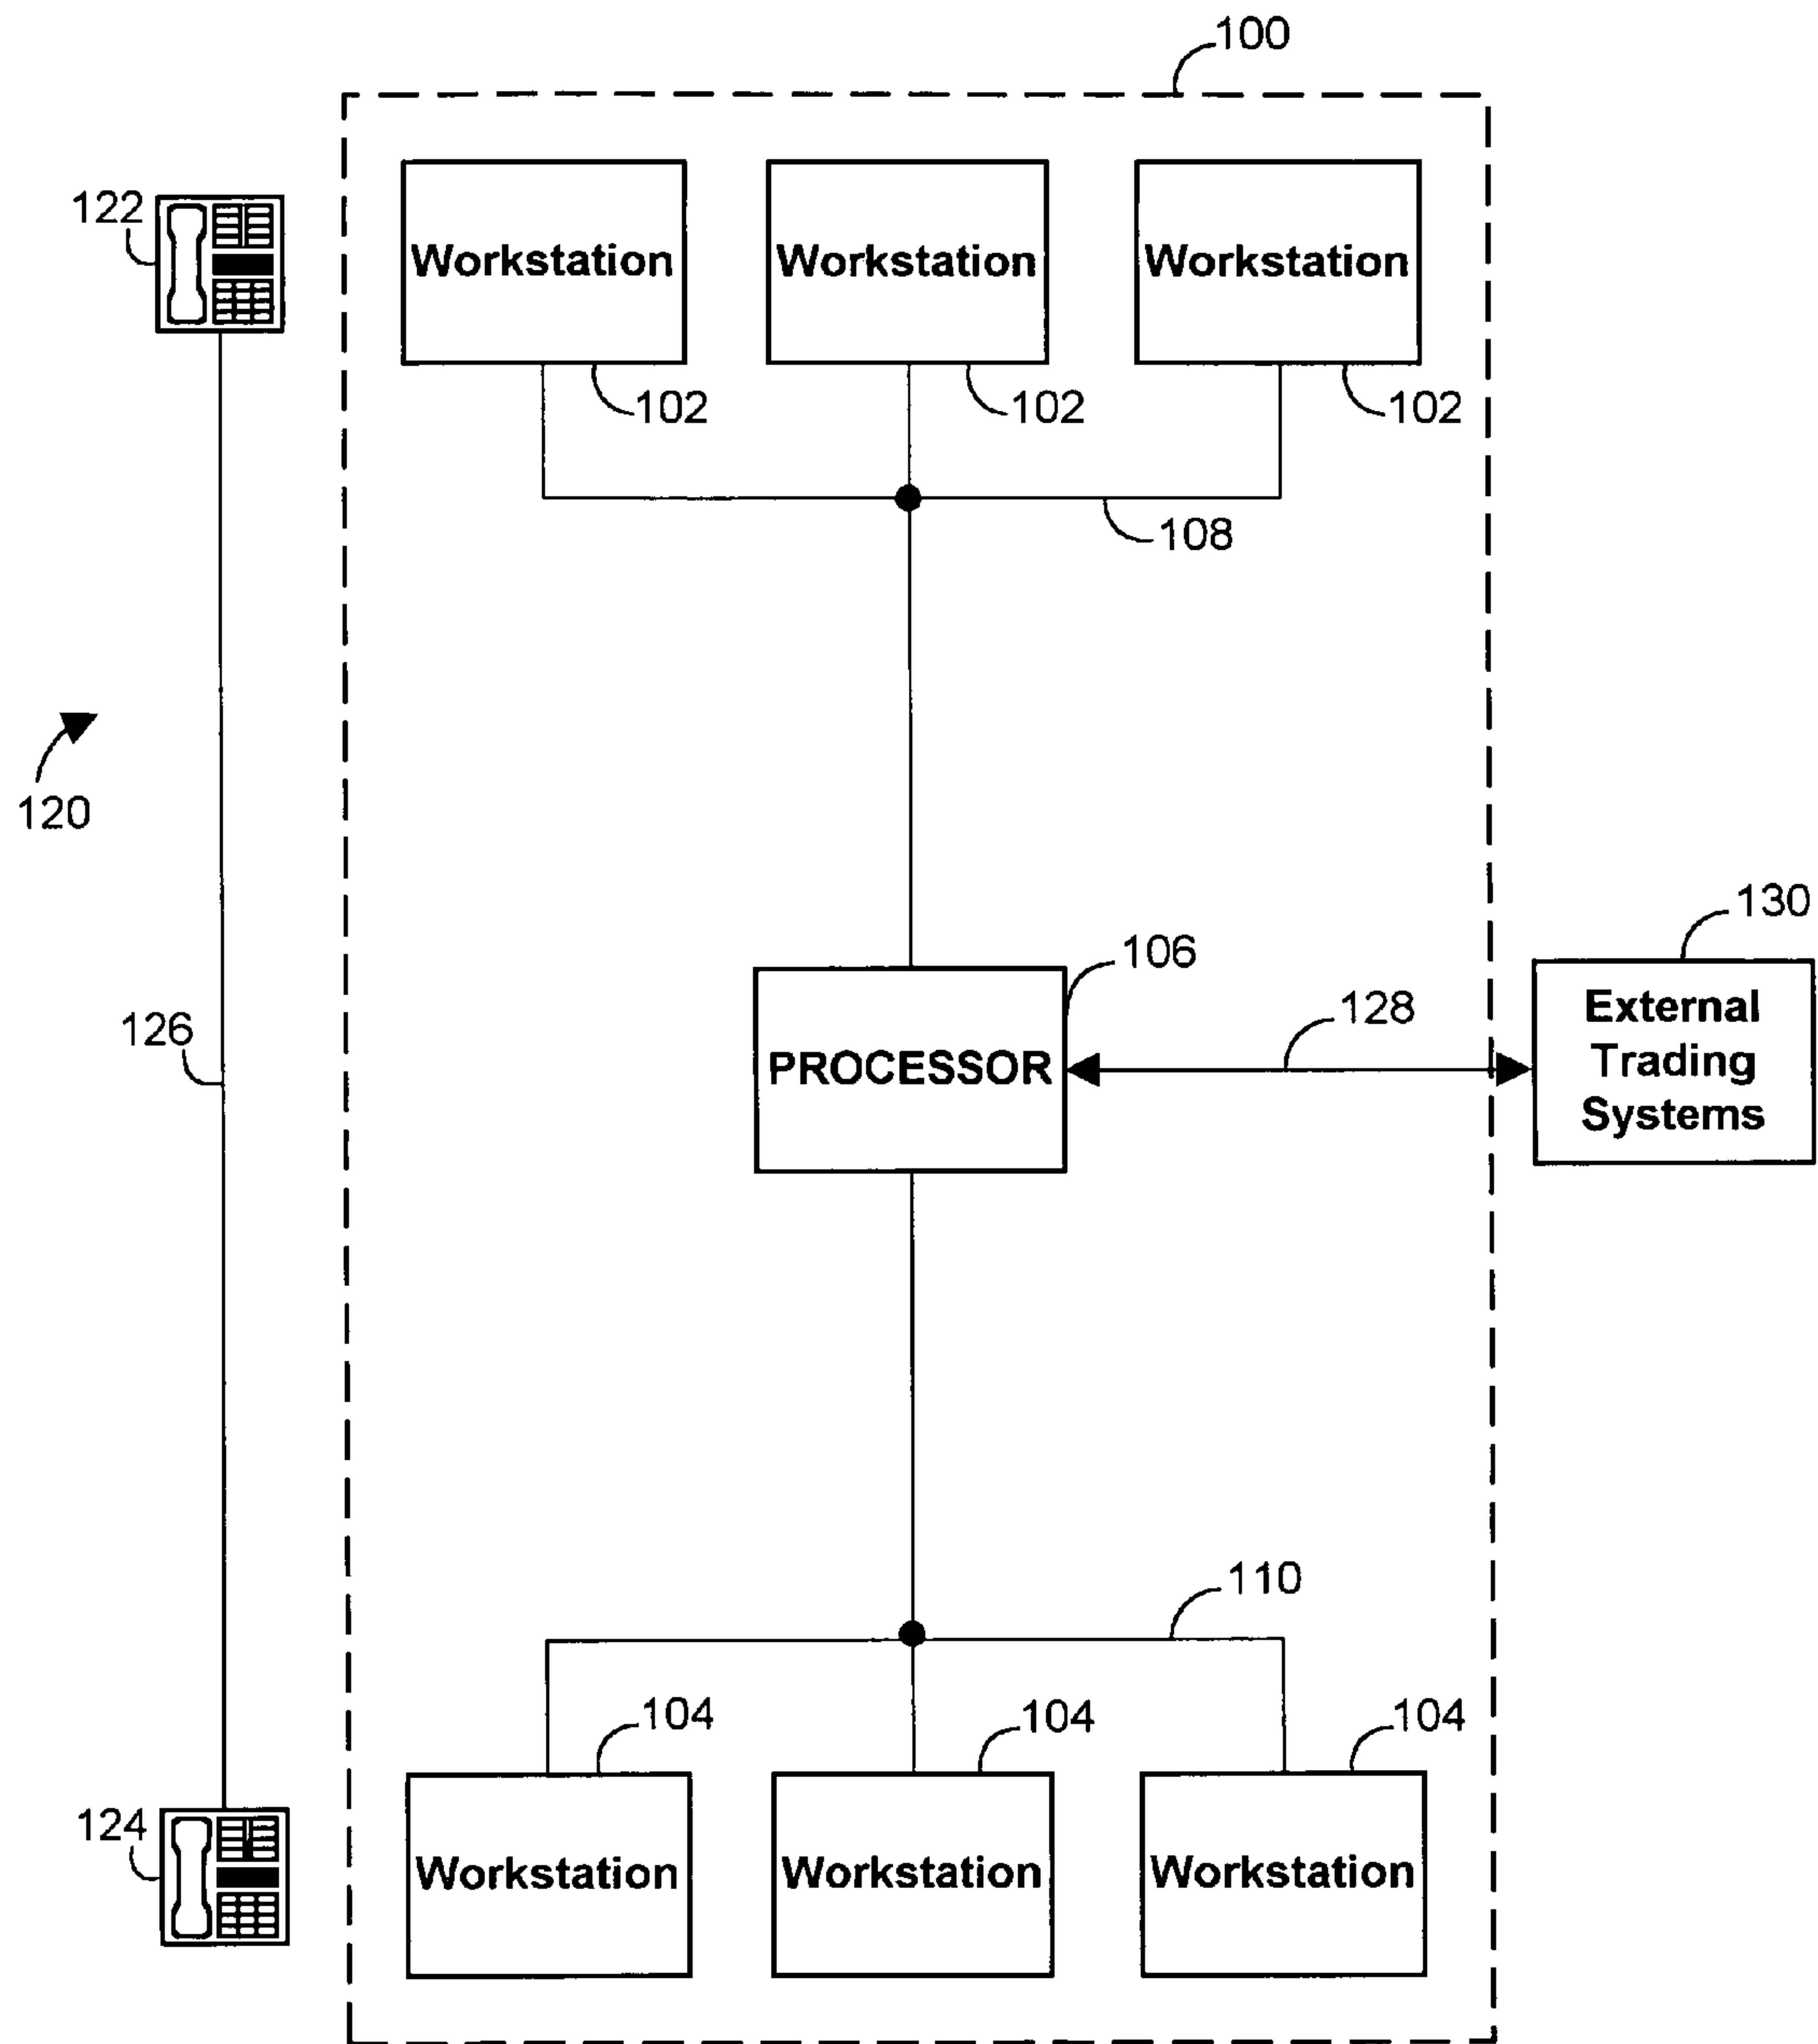 100
122
Workstation Workstation Workstation
102 102 102
108
120
130
106
External
128
126
PROCESSOR
Trading
Systems
110
104 104 104
124
Workstation Workstation Workstation